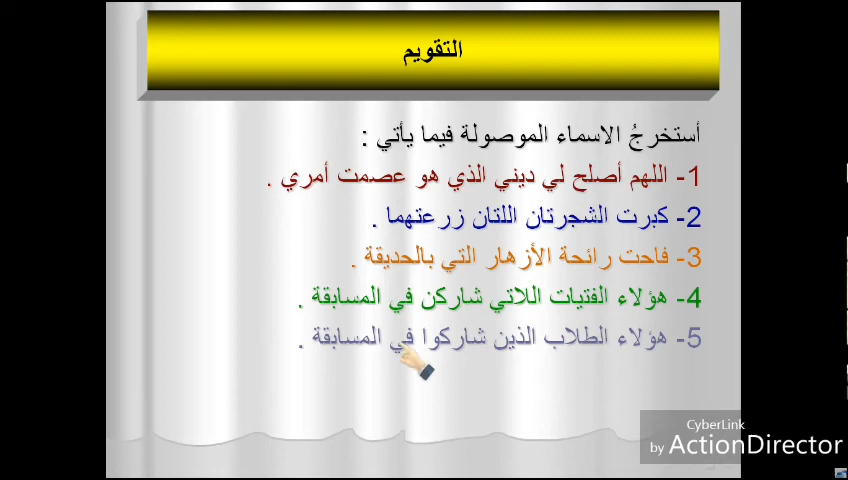 التقويم
أستخرجُ الاسماء الموصولة فيما يأتي :
1- اللهم أصلح لي ديني الذي هو عصمت أمري .
2- كبرت الشجرتان اللتان زرعتهما .
3- فاحت رائحة الأزهار التي بالحديقة .
4- هؤلاء الفتيات اللاتي شاركن في المسابقة .
5- هؤلاء الطلاب الذين شاركوا في المسابقة .
CyberLink
by ActionDirector